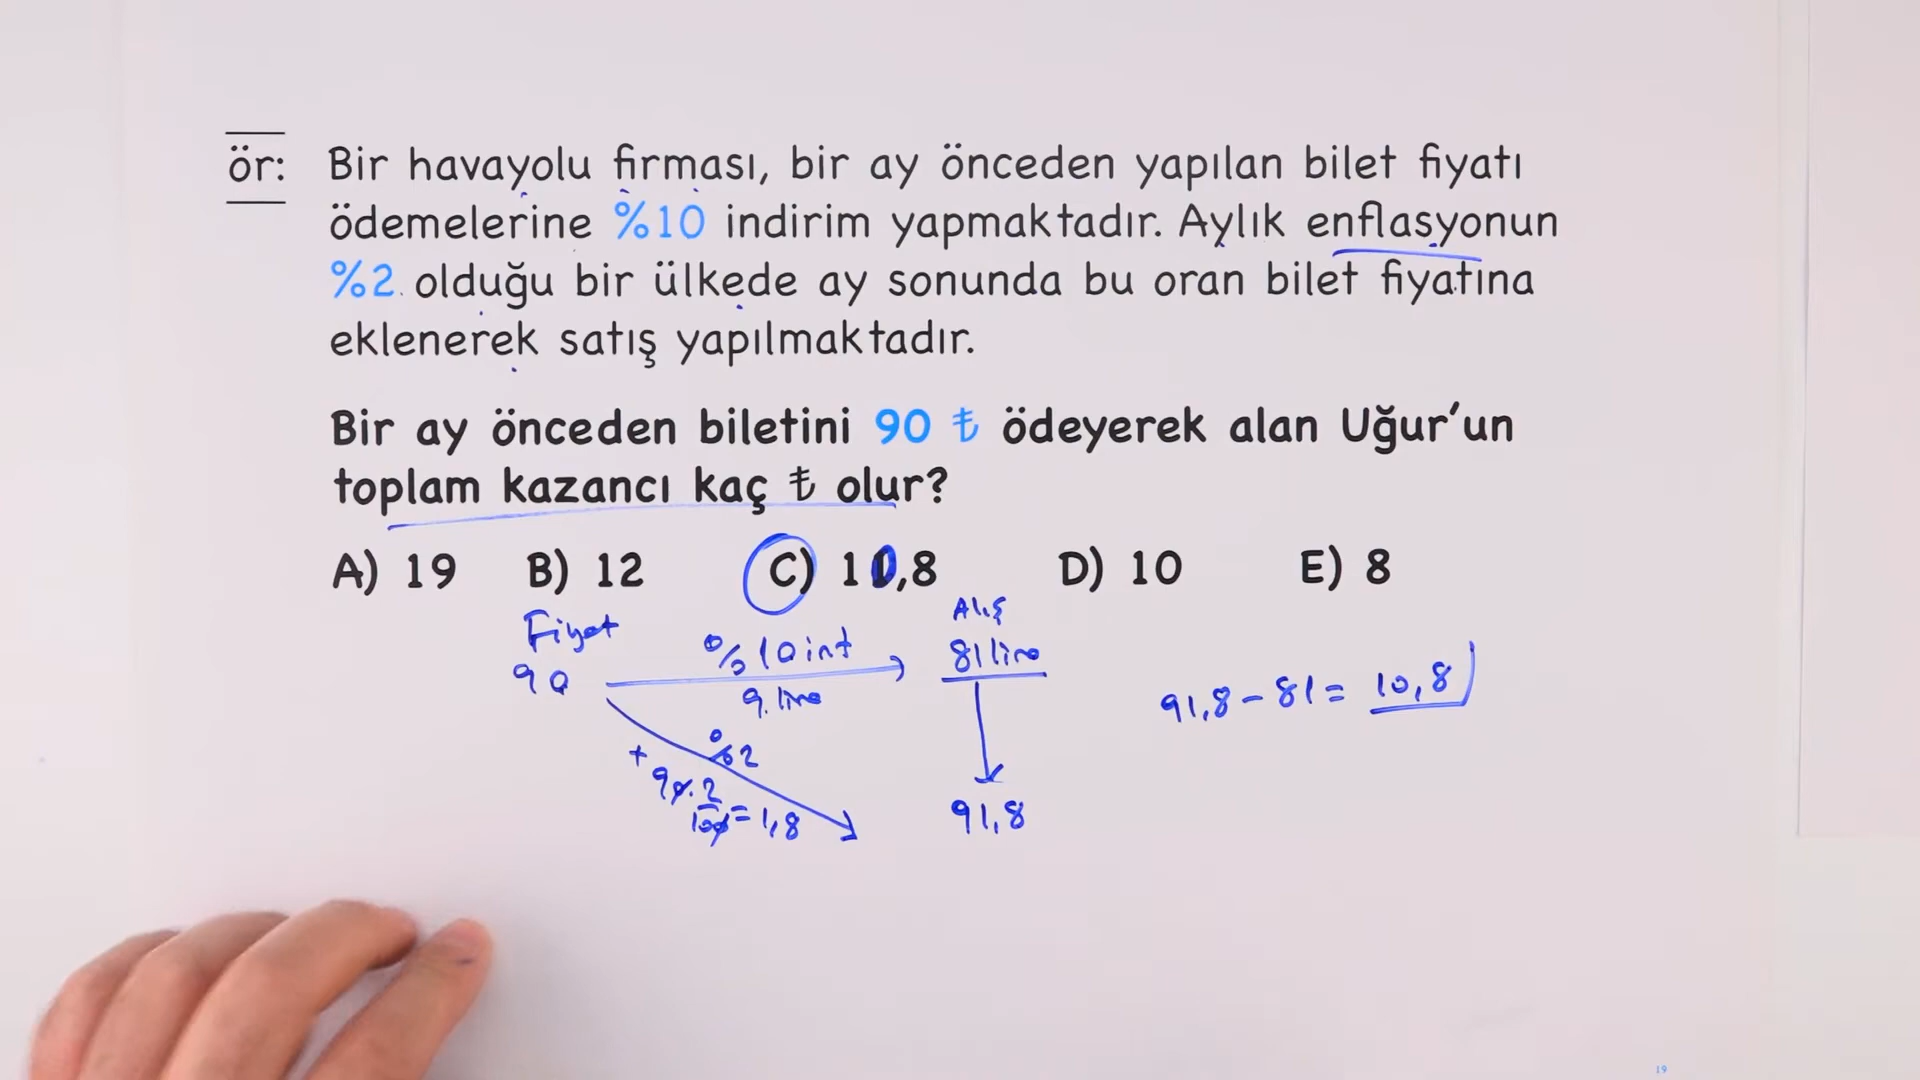 ör: Bir havayolu firması, bir ay önceden yapılan bilet fiyatı
ödemelerine %10 indirim yapmaktadır. Aylık enflasyonun
%2 olduğu bir ülkede ay sonunda bu oran bilet fiyatına
eklenerek satış yapılmaktadır.
Bir ay önceden biletini 90 ₺ ödeyerek alan Uğur'un
toplam kazancı kaç ₺ olur?
A) 19 B) 12 C) 10,8 D) 10 E) 8
Fiyat
90
%10 ind
9 lira
Alış
81 lira
91,8 - 81 = 10,8
+ %2
90.2
100 = 1,8
91,8
19